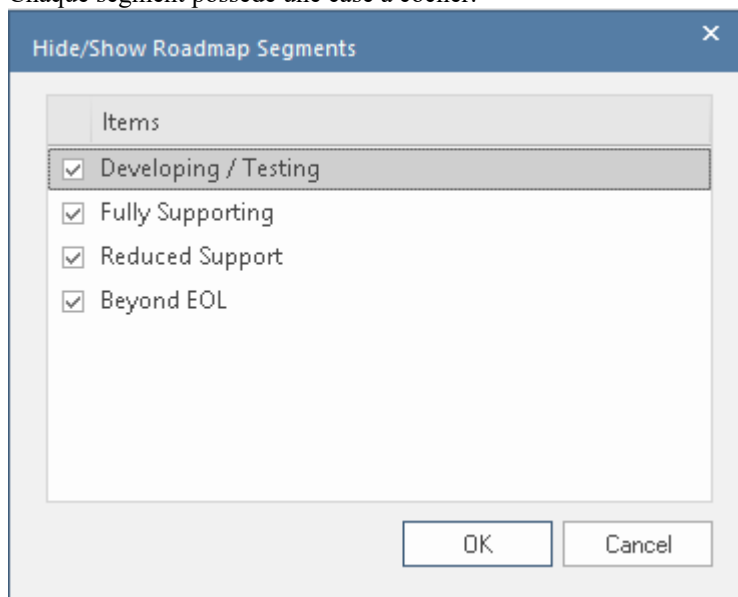 Chaque segment possède une case à cocher.
Hide/Show Roadmap Segments
Items
Developing / Testing
Fully Supporting
Reduced Support
Beyond EOL
OK Cancel